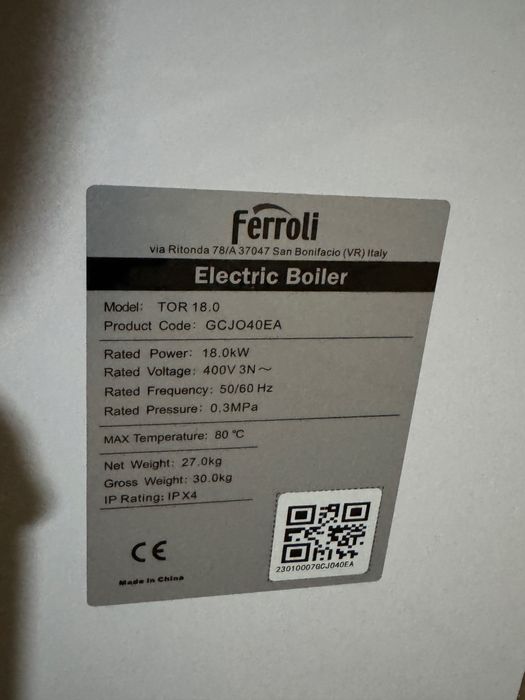 Ferroli
via Ritonda 78/A 37047 San Bonifacio (VR) Italy
Electric Boiler
Model: TOR 18.0
Product Code: GCJO40EA
Rated Power: 18.0kW
Rated Voltage: 400V 3N～
Rated Frequency: 50/60 Hz
Rated Pressure: 0.3MPa
MAX Temperature: 80 °C
Net Weight: 27.0kg
Gross Weight: 30.0kg
IP Rating: IPX4
CE
Made in China
23010007GCJ040EA